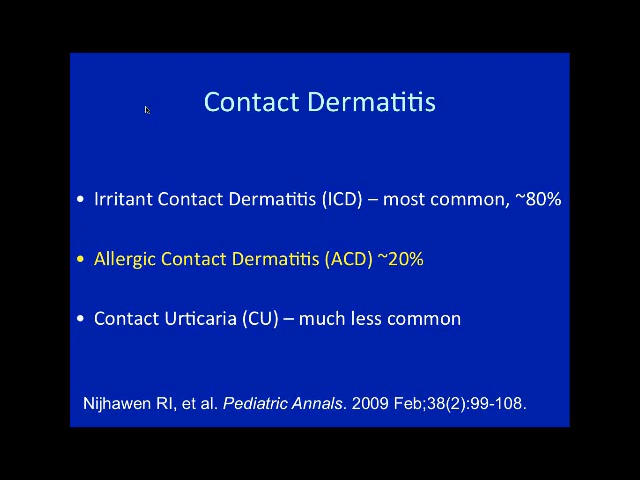 Contact Dermatitis
• Irritant Contact Dermatitis (ICD) – most common, ~80%
• Allergic Contact Dermatitis (ACD) ~20%
• Contact Urticaria (CU) – much less common
Nijhawen RI, et al. Pediatric Annals. 2009 Feb;38(2):99-108.